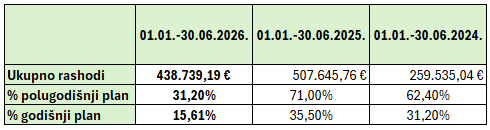 01.01.-30.06.2026. 01.01.-30.06.2025. 01.01.-30.06.2024.
Ukupno rashodi 438.739,19 € 507.645,76 € 259.535,04 €
% polugodišnji plan 31,20% 71,00% 62,40%
% godišnji plan 15,61% 35,50% 31,20%